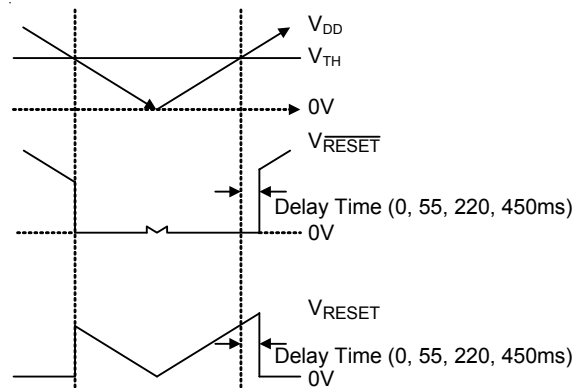 VDD
VTH
0V
VRESET
Delay Time (0, 55, 220, 450ms)
0V
VRESET
Delay Time (0, 55, 220, 450ms)
0V